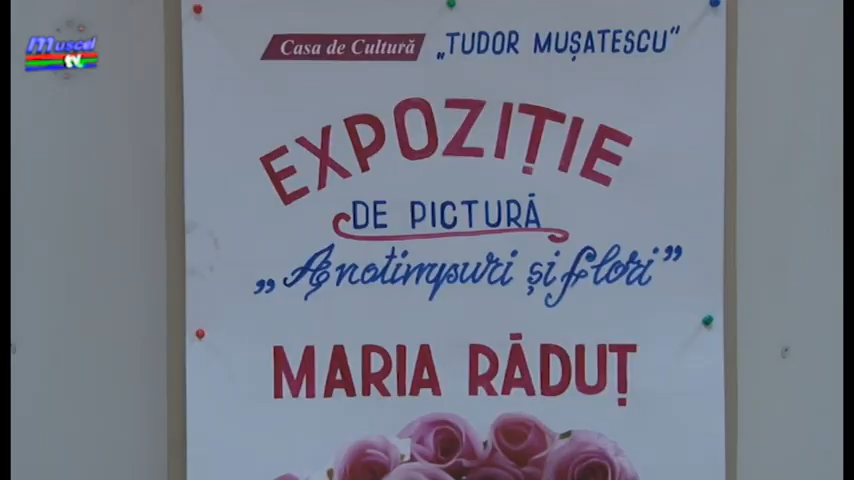 Muscel
tv
Casa de Cultură „TUDOR MUȘATESCU”
EXPOZIȚIE
DE PICTURĂ
„Anotimpuri și flori”
MARIA RĂDUȚ